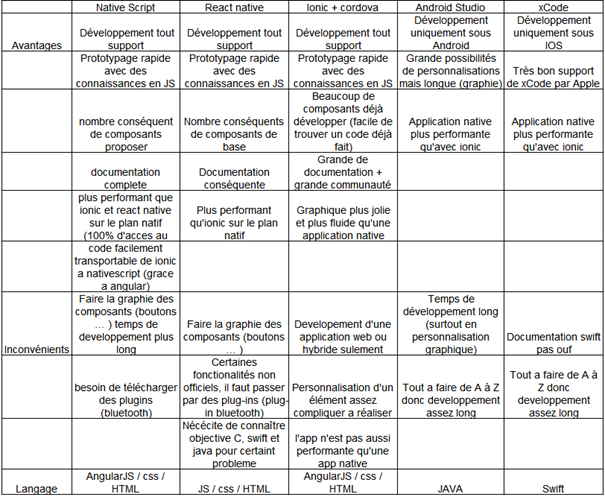 Native Script React native Ionic + cordova Android Studio xCode
Développement Développement
Développement tout Développement tout Développement tout uniquement sous uniquement sous
Avantages support support support Android IOS
Prototypage rapide Prototypage rapide Prototypage rapide Grande possibilités
avec des avec des avec des de personnalisations Très bon support
connaissances en JS connaissances en JS connaissances en JS mais longue (graphie) de xCode par Apple
Beaucoup de
composants déjà
nombre conséquent Nombre conséquents développer (facile de Application native Application native
de composants de composants de trouver un code déjà plus performante plus performante
proposer base fait) qu'avec ionic qu'avec ionic
Grande de
documentation Documentation documentation +
complete conséquente grande communauté
plus performant que
ionic et react native Graphique plus jolie
sur le plan natif Plus performant et plus fluide qu'une
(100% d'acces au qu'ionic sur le plan natif application native
code facilement
transportable de ionic
a nativescript (grace
a angular)
Faire la graphie des Temps de
composants (boutons développement long
... ) temps de Faire la graphie des Developement d'une (surtout en
developpement plus composants (boutons application web ou personnalisation Documentation swift
Inconvénients long ... ) hybride sulement graphique) pas ouf
Certaines
fonctionalités non Tout a faire de A à
besoin de télécharger officiels, il faut passer Personnalisation d'un Tout a faire de A à Z Z donc
des plugins par des plug-ins (plug- élément assez donc developpement developpement
(bluetooth) in bluetooth) compliquer a réaliser assez long assez long
Nécécite de connaître
objective C, swift et l'app n'est pas aussi
java pour certaint performante qu'une
probleme app native
AngularJS / css / AngularJS / css /
Langage HTML JS / css / HTML HTML JAVA Swift